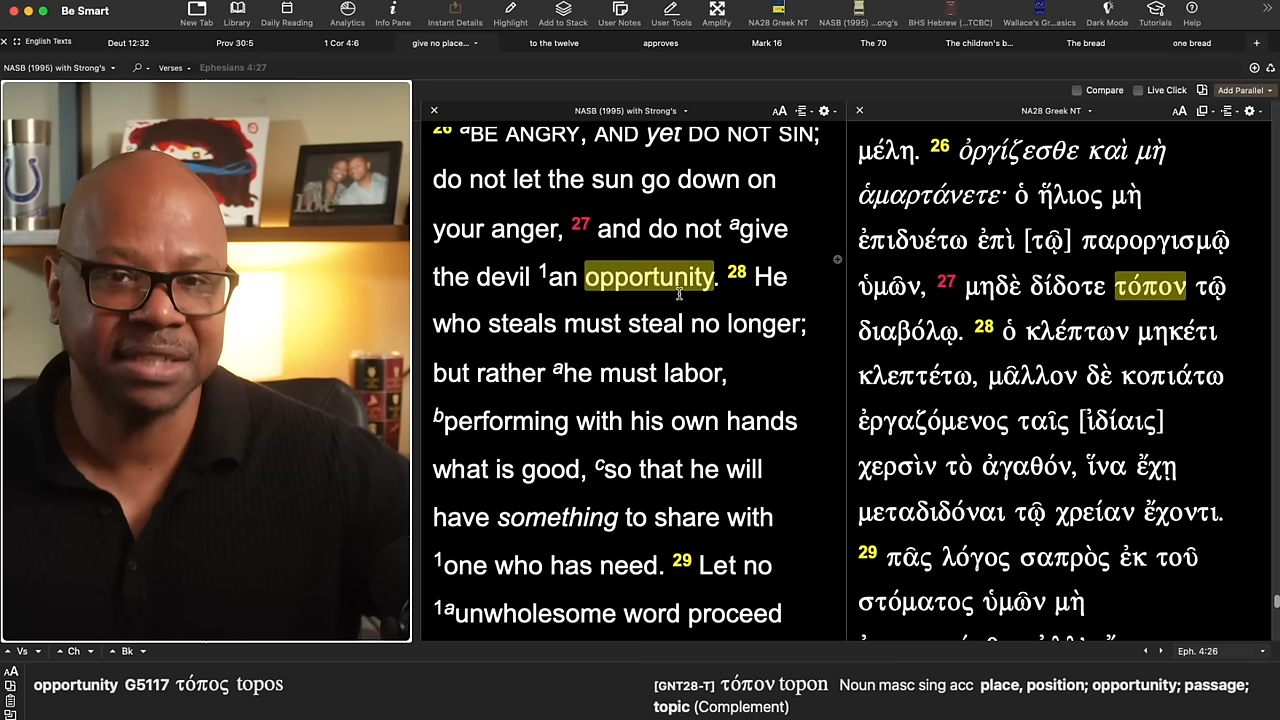 Be Smart
New Tab
Library
Daily Reading
Analytics
Info Pane
Instant Details
Highlight
Add to Stack
User Notes
User Tools
Amplify
NA28 Greek NT
NASB (1995) ...ong's
BHS Hebrew (...TCBC)
Wallace's Gr...asics
Dark Mode
Tutorials
Help
English Texts
Deut 12:32
Prov 30:5
1 Cor 4:6
give no place...
to the twelve
approves
Mark 16
The 70
The children's b...
The bread
one bread
NASB (1995) with Strong's
Verses
Ephesians 4:27
Compare
Live Click
Add Parallel
NASB (1995) with Strong's
26 aBE ANGRY, AND yet DO NOT SIN;
do not let the sun go down on
your anger, 27 and do not agive
the devil 1an opportunity. 28 He
who steals must steal no longer;
but rather ahe must labor,
bperforming with his own hands
what is good, cso that he will
have something to share with
1one who has need. 29 Let no
1aunwholesome word proceed
NA28 Greek NT
μέλη. 26 ὀργίζεσθε καὶ μὴ
ἁμαρτάνετε· ὁ ἥλιος μὴ
ἐπιδυέτω ἐπὶ [τῷ] παροργισμῷ
ὑμῶν, 27 μηδὲ δίδοτε τόπον τῷ
διαβόλῳ. 28 ὁ κλέπτων μηκέτι
κλεπτέτω, μᾶλλον δὲ κοπιάτω
ἐργαζόμενος ταῖς [ἰδίαις]
χερσὶν τὸ ἀγαθόν, ἵνα ἔχῃ
μεταδιδόναι τῷ χρείαν ἔχοντι.
29 πᾶς λόγος σαπρὸς ἐκ τοῦ
στόματος ὑμῶν μὴ
Love
Vs
Ch
Bk
Eph. 4:26
opportunity G5117 τόπος topos
[GNT28-T] τόπον topon Noun masc sing acc place, position; opportunity; passage;
topic (Complement)